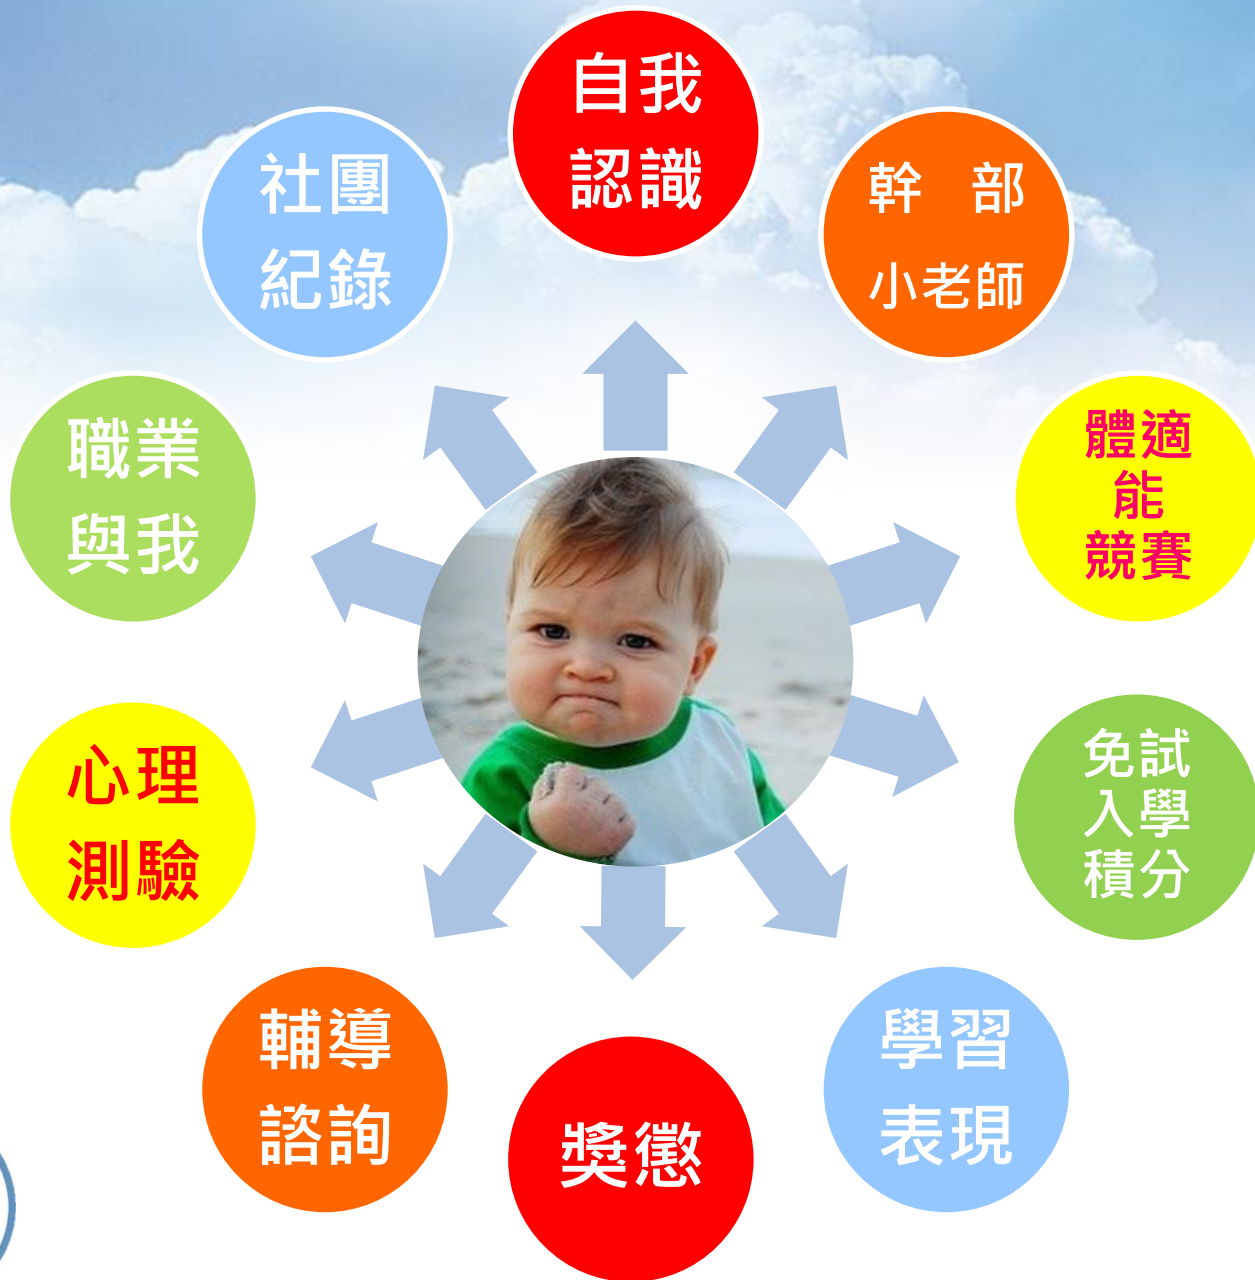 自我
認識
幹 部
小老師
體適
能
競賽
免試
入學
積分
學習
表現
獎懲
輔導
諮詢
心理
測驗
職業
與我
社團
紀錄